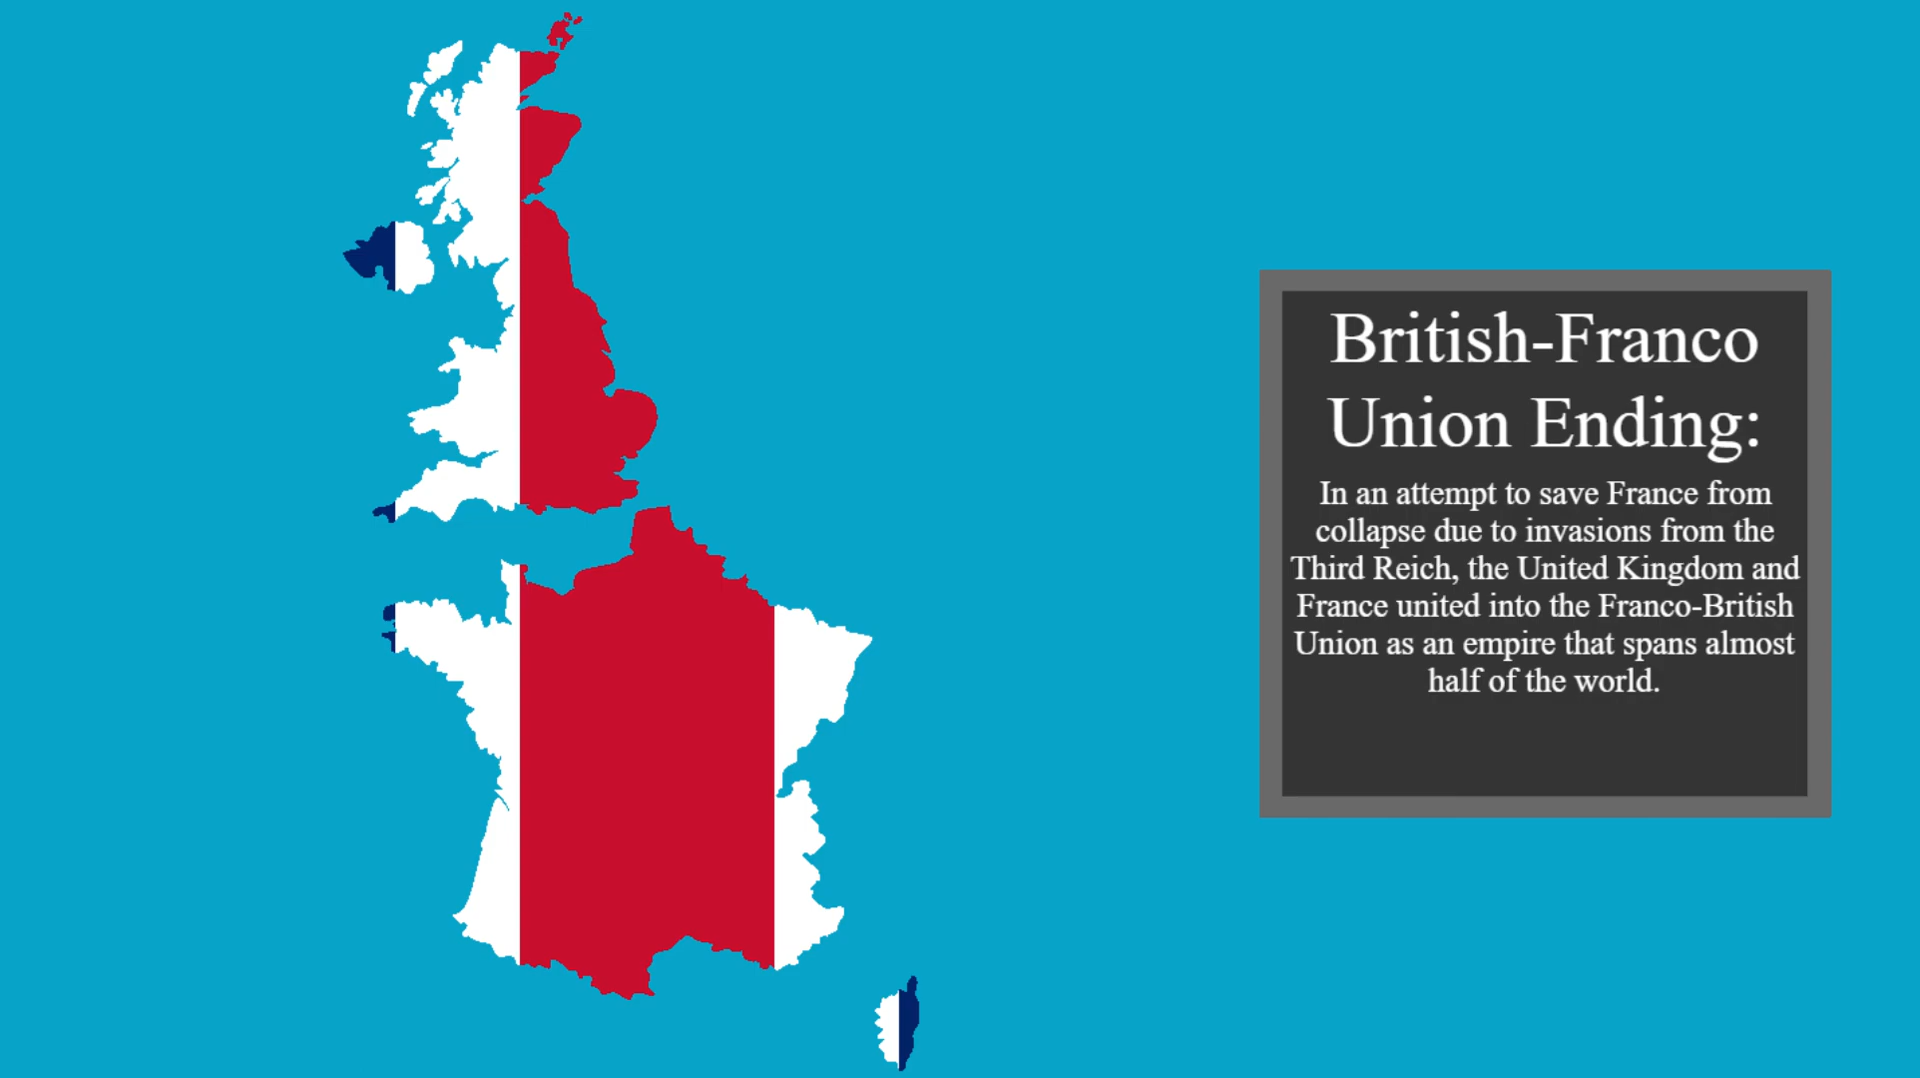 British-Franco
Union Ending:
In an attempt to save France from
collapse due to invasions from the
Third Reich, the United Kingdom and
France united into the Franco-British
Union as an empire that spans almost
half of the world.